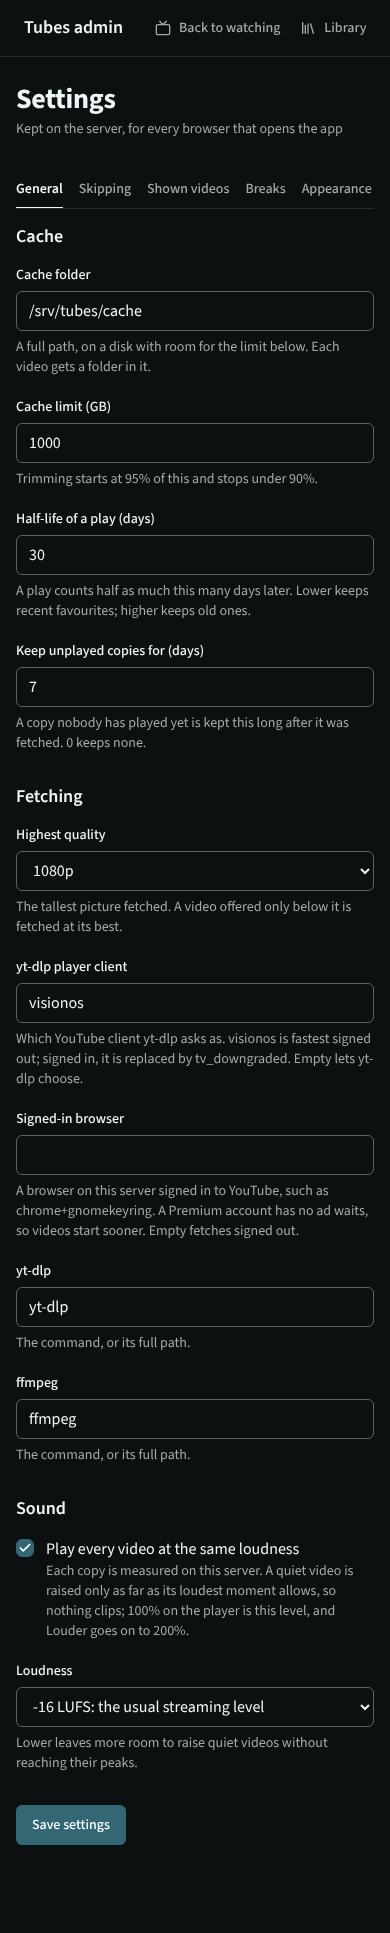 Tubes admin
Back to watching
Library
Settings
Kept on the server, for every browser that opens the app
General
Skipping
Shown videos
Breaks
Appearance
Cache
Cache folder
/srv/tubes/cache
A full path, on a disk with room for the limit below. Each
video gets a folder in it.
Cache limit (GB)
1000
Trimming starts at 95% of this and stops under 90%.
Half-life of a play (days)
30
A play counts half as much this many days later. Lower keeps
recent favourites; higher keeps old ones.
Keep unplayed copies for (days)
7
A copy nobody has played yet is kept this long after it was
fetched. 0 keeps none.
Fetching
Highest quality
1080p
The tallest picture fetched. A video offered only below it is
fetched at its best.
yt-dlp player client
visionos
Which YouTube client yt-dlp asks as. visionos is fastest signed
out; signed in, it is replaced by tv_downgraded. Empty lets yt-
dlp choose.
Signed-in browser
A browser on this server signed in to YouTube, such as
chrome+gnomekeyring. A Premium account has no ad waits,
so videos start sooner. Empty fetches signed out.
yt-dlp
yt-dlp
The command, or its full path.
ffmpeg
ffmpeg
The command, or its full path.
Sound
Play every video at the same loudness
Each copy is measured on this server. A quiet video is
raised only as far as its loudest moment allows, so
nothing clips; 100% on the player is this level, and
Louder goes on to 200%.
Loudness
-16 LUFS: the usual streaming level
Lower leaves more room to raise quiet videos without
reaching their peaks.
Save settings